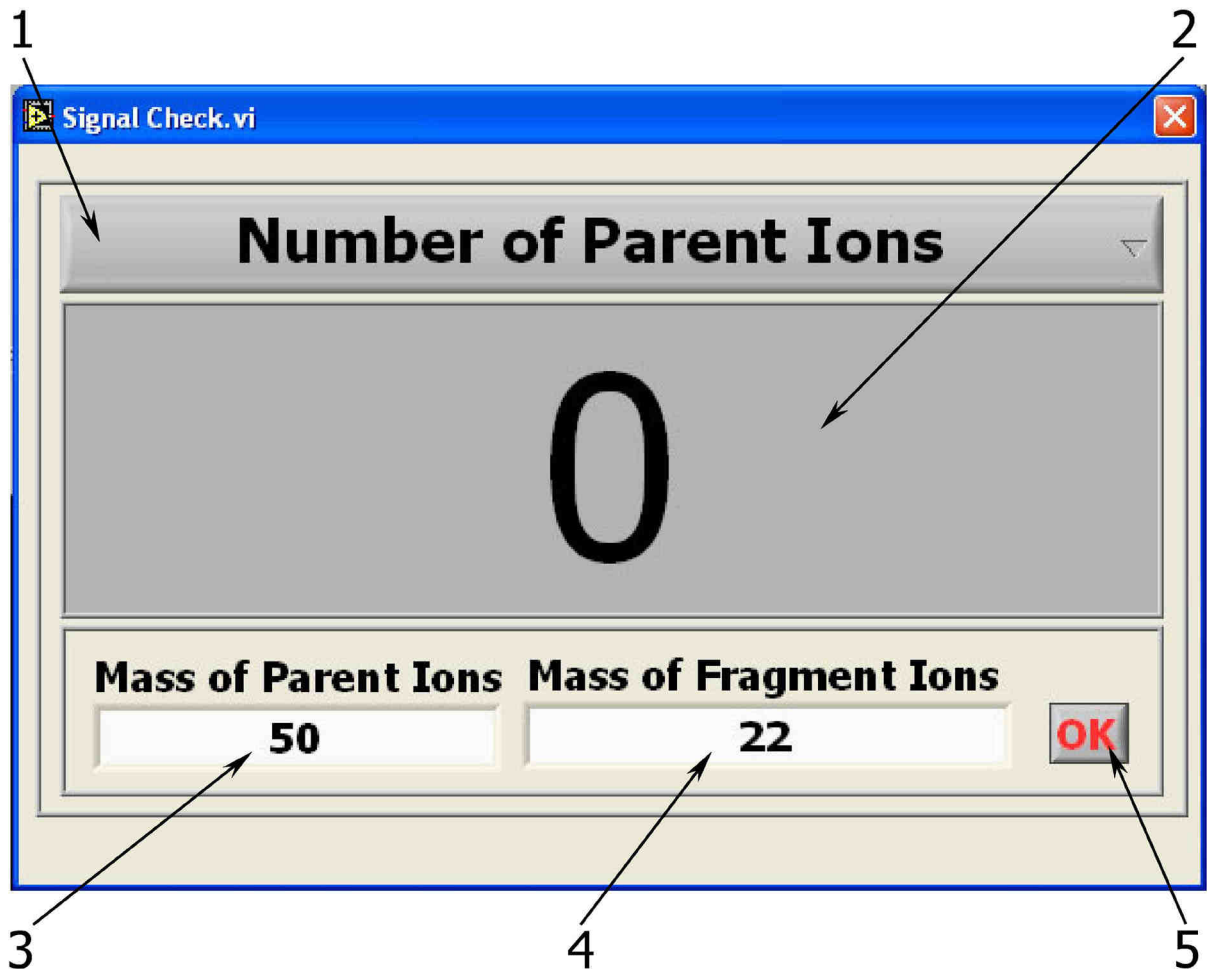 1 2
Signal Check.vi
Number of Parent Ions
0
Mass of Parent Ions Mass of Fragment Ions
50 22 OK
3 4 5